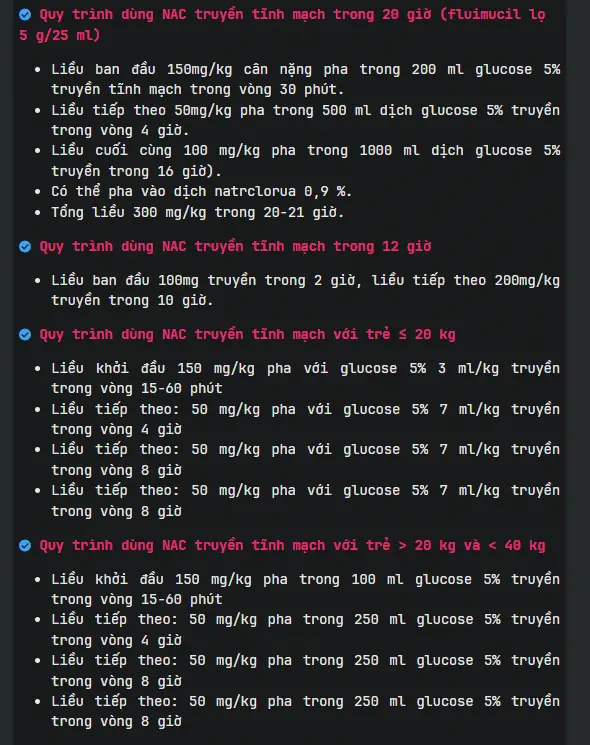 Quy trình dùng NAC truyền tĩnh mạch trong 20 giờ (fluimucil lọ
5 g/25 ml)
Liều ban đầu 150mg/kg cân nặng pha trong 200 ml glucose 5%
truyền tĩnh mạch trong vòng 30 phút.
Liều tiếp theo 50mg/kg pha trong 500 ml dịch glucose 5% truyền
trong vòng 4 giờ.
Liều cuối cùng 100 mg/kg pha trong 1000 ml dịch glucose 5%
truyền trong 16 giờ).
Có thể pha vào dịch natrclorua 0,9 %.
Tổng liều 300 mg/kg trong 20-21 giờ.
Quy trình dùng NAC truyền tĩnh mạch trong 12 giờ
Liều ban đầu 100mg truyền trong 2 giờ, liều tiếp theo 200mg/kg
truyền trong 10 giờ.
Quy trình dùng NAC truyền tĩnh mạch với trẻ ≤ 20 kg
Liều khởi đầu 150 mg/kg pha với glucose 5% 3 ml/kg truyền
trong vòng 15-60 phút
Liều tiếp theo: 50 mg/kg pha với glucose 5% 7 ml/kg truyền
trong vòng 4 giờ
Liều tiếp theo: 50 mg/kg pha với glucose 5% 7 ml/kg truyền
trong vòng 8 giờ
Liều tiếp theo: 50 mg/kg pha với glucose 5% 7 ml/kg truyền
trong vòng 8 giờ
Quy trình dùng NAC truyền tĩnh mạch với trẻ > 20 kg và < 40 kg
Liều khởi đầu 150 mg/kg pha trong 100 ml glucose 5% truyền
trong vòng 15-60 phút
Liều tiếp theo: 50 mg/kg pha trong 250 ml glucose 5% truyền
trong vòng 4 giờ
Liều tiếp theo: 50 mg/kg pha trong 250 ml glucose 5% truyền
trong vòng 8 giờ
Liều tiếp theo: 50 mg/kg pha trong 250 ml glucose 5% truyền
trong vòng 8 giờ